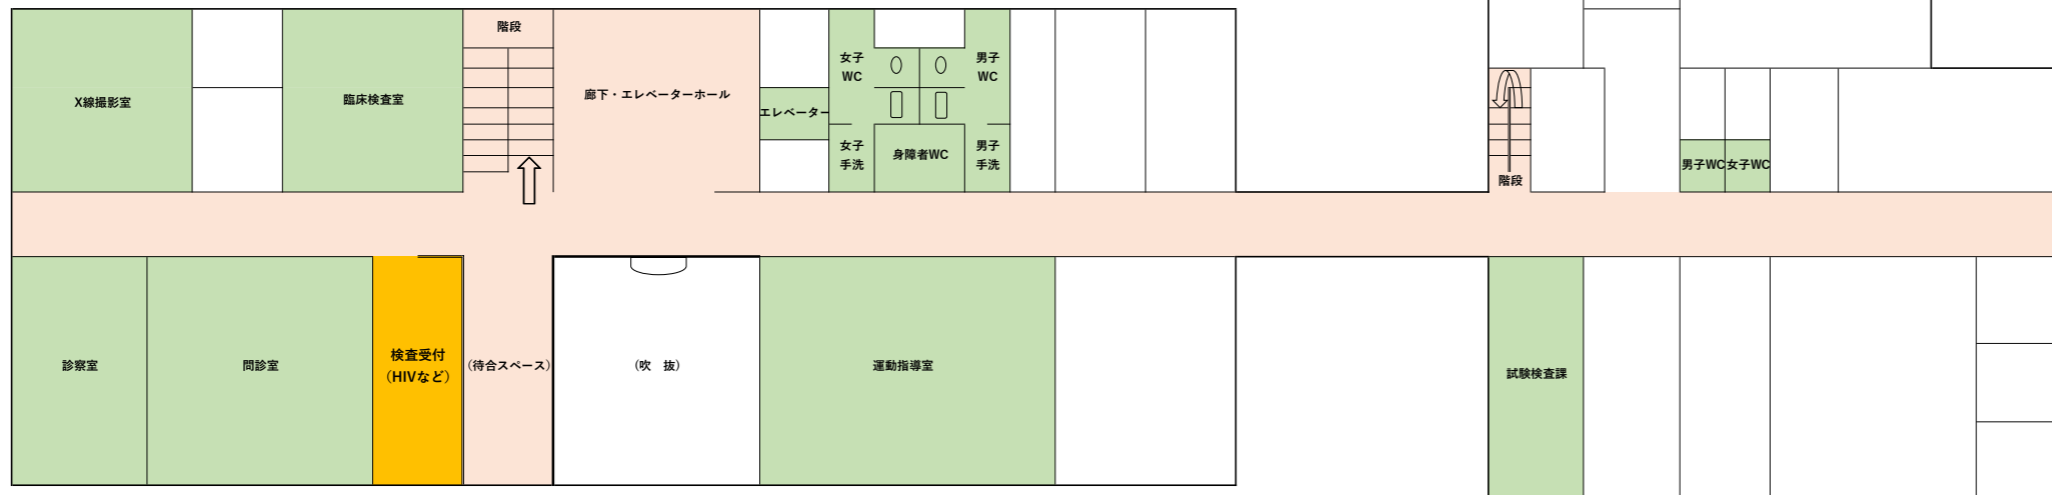 階段
X線撮影室
臨床検査室
廊下・エレベーターホール
エレベーター
女子
WC
男子
WC
女子
手洗
身障者WC
男子
手洗
階段
男子WC
女子WC
診察室
問診室
検査受付
（HIVなど）
（待合スペース）
（吹　抜）
運動指導室
試験検査課